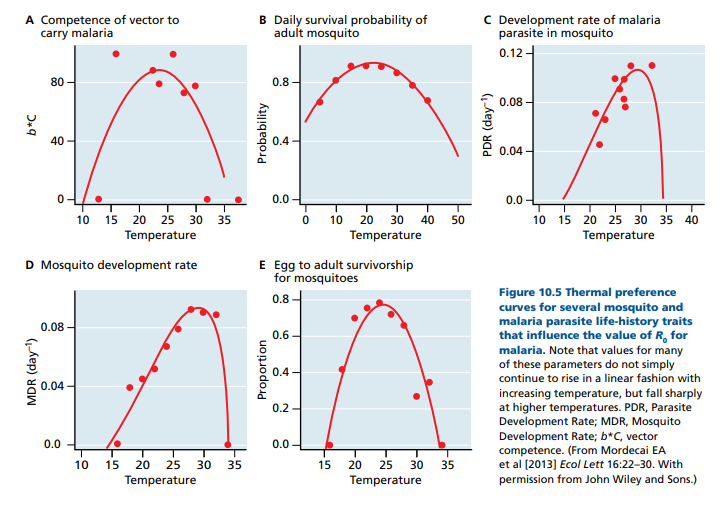 A Competence of vector to
carry malaria
b*C
80
40
0
10 15 20 25 30 35
Temperature
B Daily survival probability of
adult mosquito
Probability
0.8
0.4
0.0
0 10 20 30 40 50
Temperature
C Development rate of malaria
parasite in mosquito
PDR (day⁻¹)
0.12
0.08
0.04
0.0
10 15 20 25 30 35 40
Temperature
D Mosquito development rate
MDR (day⁻¹)
0.08
0.04
0.0
10 15 20 25 30 35
Temperature
E Egg to adult survivorship
for mosquitoes
Proportion
0.8
0.6
0.4
0.2
0.0
15 20 25 30 35
Temperature
Figure 10.5 Thermal preference
curves for several mosquito and
malaria parasite life-history traits
that influence the value of R₀ for
malaria. Note that values for many
of these parameters do not simply
continue to rise in a linear fashion with
increasing temperature, but fall sharply
at higher temperatures. PDR, Parasite
Development Rate; MDR, Mosquito
Development Rate; b*C, vector
competence. (From Mordecai EA
et al [2013] Ecol Lett 16:22–30. With
permission from John Wiley and Sons.)